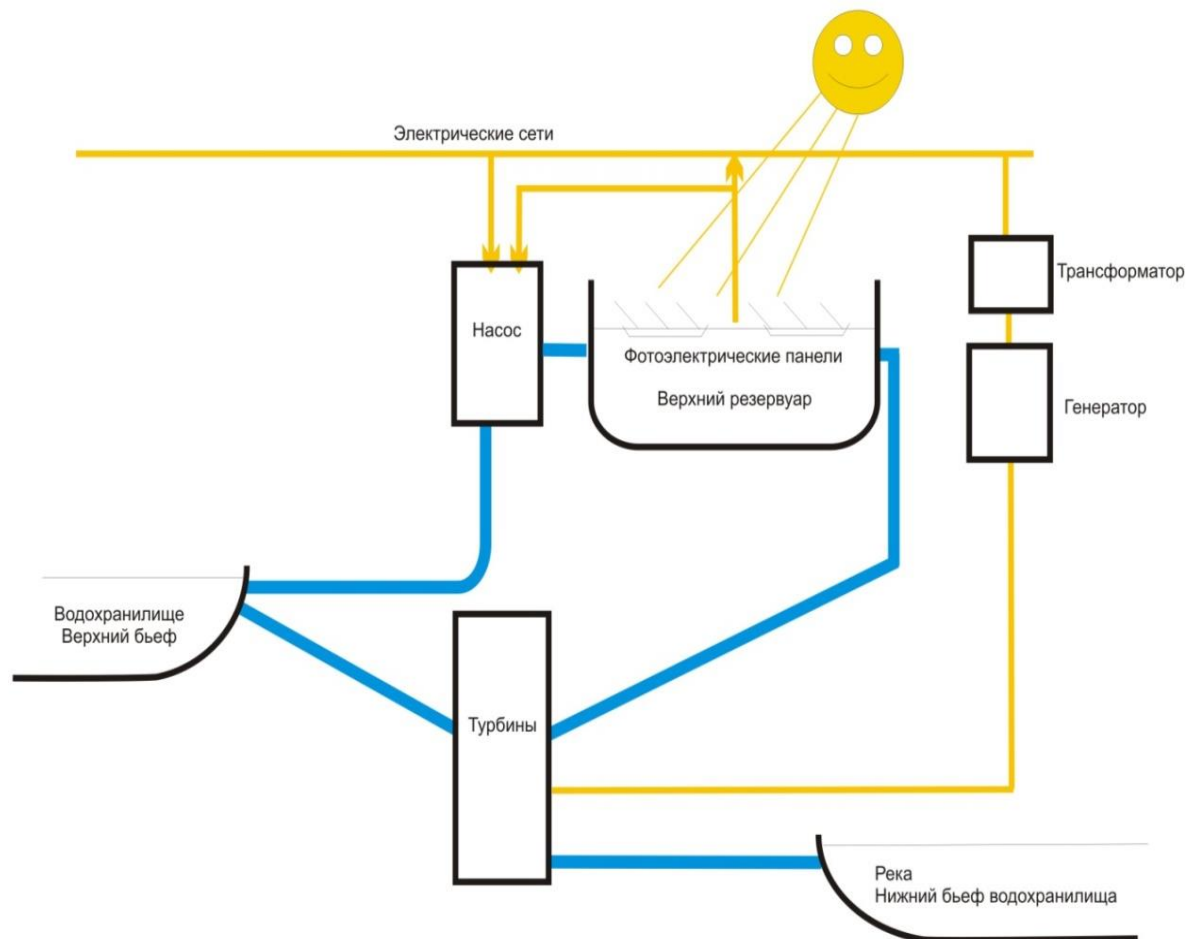 Электрические сети
Трансформатор
Насос
Фотоэлектрические панели
Верхний резервуар
Генератор
Водохранилище
Верхний бьеф
Турбины
Река
Нижний бьеф водохранилища